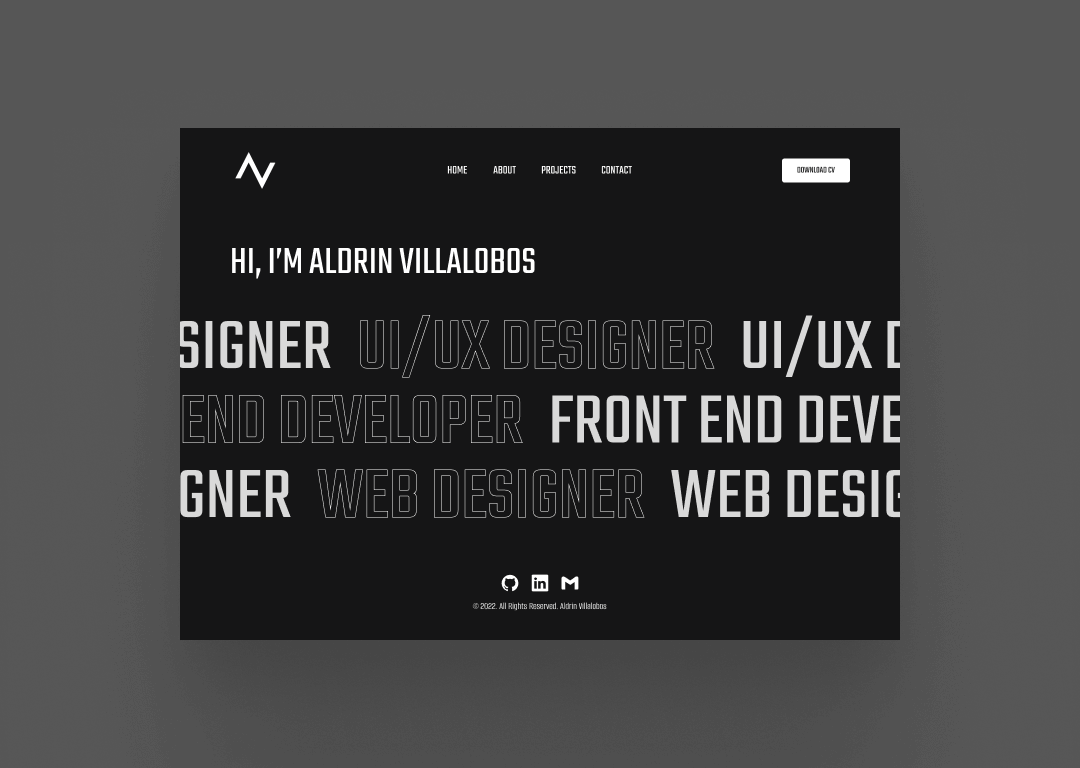 HOME ABOUT PROJECTS CONTACT DOWNLOAD CV
HI, I'M ALDRIN VILLALOBOS
SIGNER UI/UX DESIGNER UI/UX D
END DEVELOPER FRONT END DEVE
GNER WEB DESIGNER WEB DESIG
in
© 2022. All Rights Reserved. Aldrin Villalobos